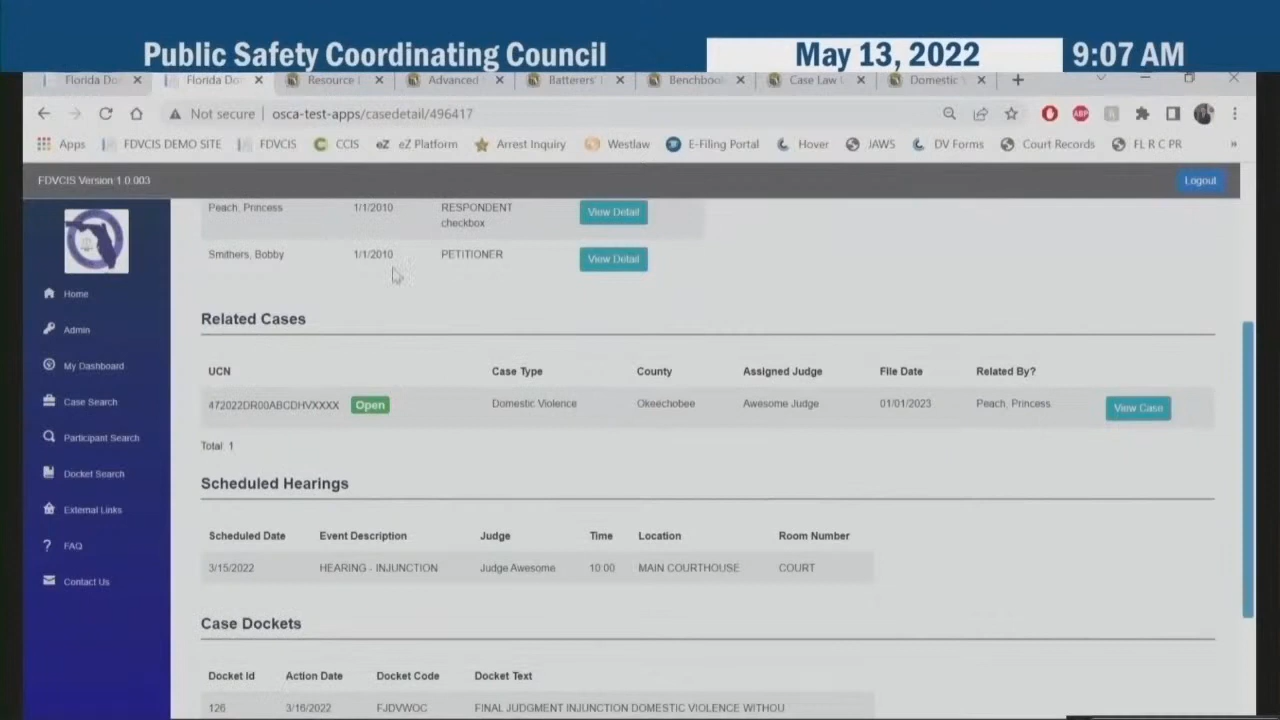 Public Safety Coordinating Council May 13, 2022 9:07 AM
Florida Do Florida Do Resource Advanced Batterers' Benchboo Case Law Domestic
Not secure osca-test-apps/casedetail/496417 ABP
Apps FDVCIS DEMO SITE FDVCIS CCIS eZ eZ Platform Arrest Inquiry Westlaw E-Filing Portal Hover JAWS DV Forms Court Records FL R C PR »
FDVCIS Version 1.0.003 Logout
Peach, Princess 1/1/2010 RESPONDENT View Detail
checkbox
Smithers, Bobby 1/1/2010 PETITIONER View Detail
Home
Admin
My Dashboard
Case Search
Participant Search
Docket Search
External Links
? FAQ
Contact Us
Related Cases
UCN Case Type County Assigned Judge File Date Related By?
472022DR00ABCDHVXXXX Open Domestic Violence Okeechobee Awesome Judge 01/01/2023 Peach, Princess View Case
Total: 1
Scheduled Hearings
Scheduled Date Event Description Judge Time Location Room Number
3/15/2022 HEARING - INJUNCTION Judge Awesome 10:00 MAIN COURTHOUSE COURT
Case Dockets
Docket Id Action Date Docket Code Docket Text
126 3/16/2022 FJDVWOC FINAL JUDGMENT INJUNCTION DOMESTIC VIOLENCE WITHOU